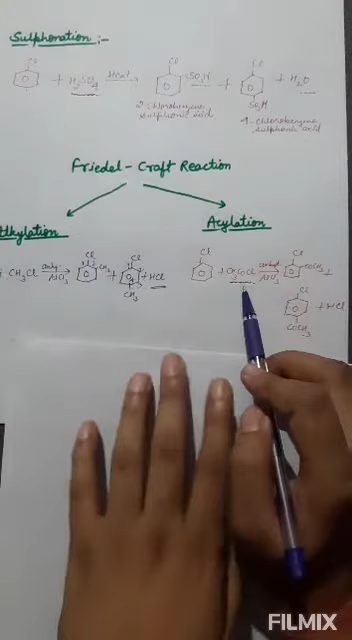 Sulphonation :-
Cl
Cl
Cl
+ H2SO4 Heat → SO3H + + H2O
SO3H
2-Chlorobenzene
sulphonic acid
4-Chlorobenzene
sulphonic acid
Friedel-Craft Reaction
Alkylation
Acylation
Cl
Cl
+ CH3Cl anhy. AlCl3 → CH3 + + HCl
CH3
Cl
Cl
+ CH3COCl anhyd. AlCl3 → COCH3 +
Cl
+ HCl
COCH3
FILMIX